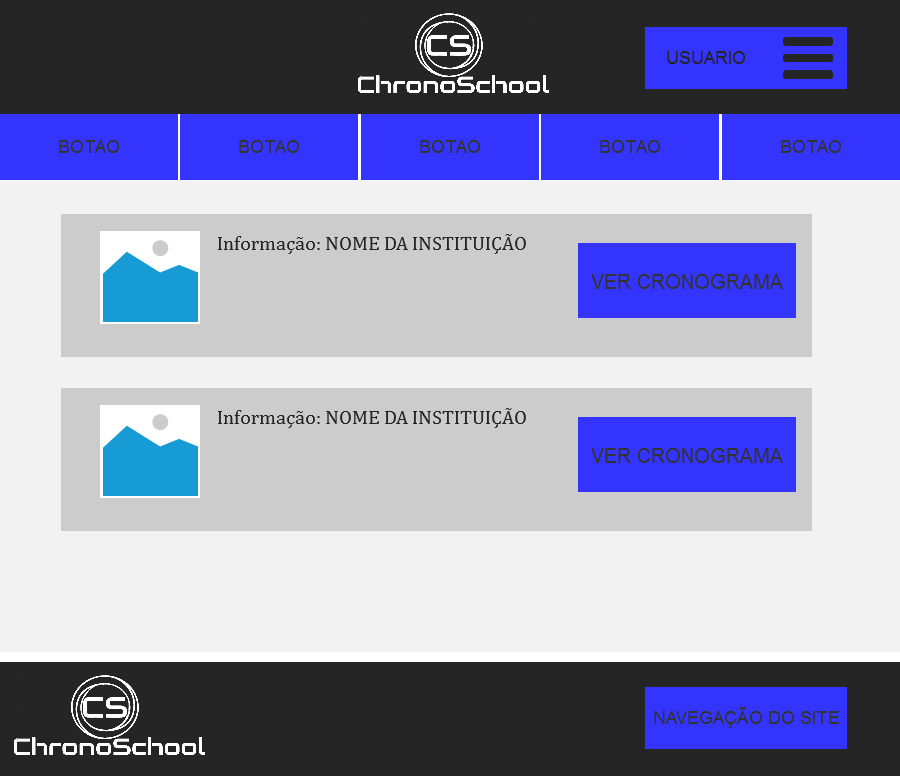 CS
ChronoSchool
USUARIO
BOTAO
BOTAO
BOTAO
BOTAO
BOTAO
Informação: NOME DA INSTITUIÇÃO
VER CRONOGRAMA
Informação: NOME DA INSTITUIÇÃO
VER CRONOGRAMA
CS
ChronoSchool
NAVEGAÇÃO DO SITE